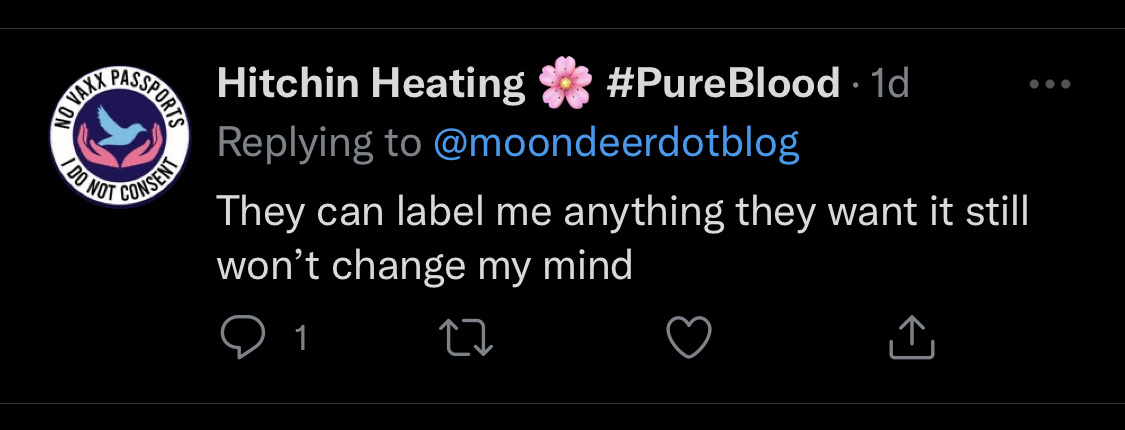 NO VAXX PASSPORTS
I DO NOT CONSENT
Hitchin Heating 🌸 #PureBlood · 1d
Replying to @moondeerdotblog
They can label me anything they want it still
won’t change my mind
1